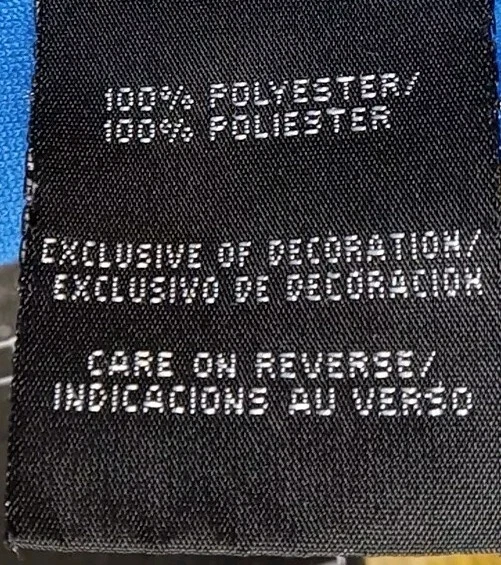 100% POLYESTER/
100% POLIESTER
EXCLUSIVE OF DECORATION/
EXCLUSIVO DE DECORACION
CARE ON REVERSE/
INDICACIONS AU VERSO